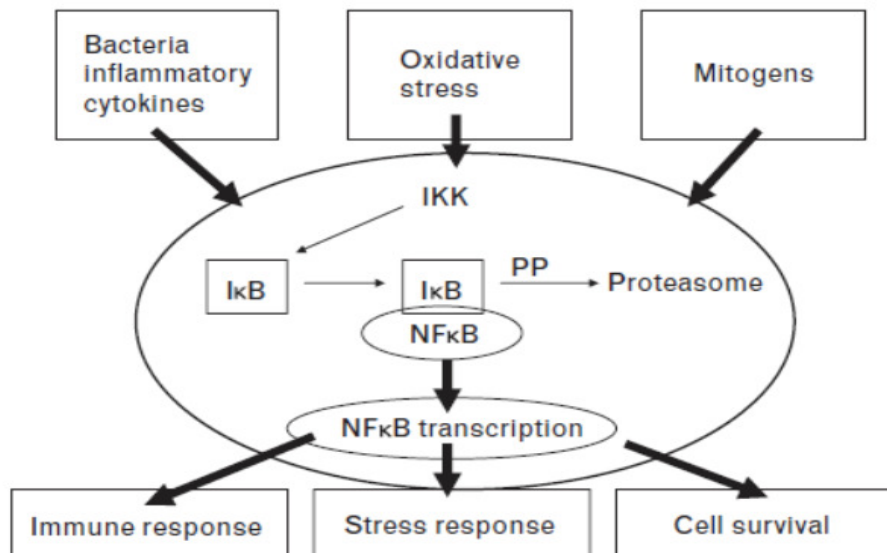 Bacteria
inflammatory
cytokines
Oxidative
stress
Mitogens
IKK
IκB
IκB
PP
Proteasome
NFκB
NFκB transcription
Immune response
Stress response
Cell survival